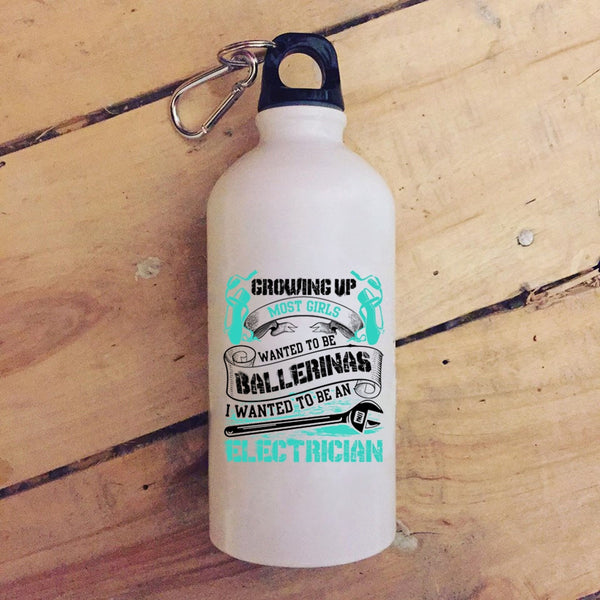 GROWING UP
MOST GIRLS
WANTED TO BE
BALLERINAS
I WANTED TO BE AN
ELECTRICIAN